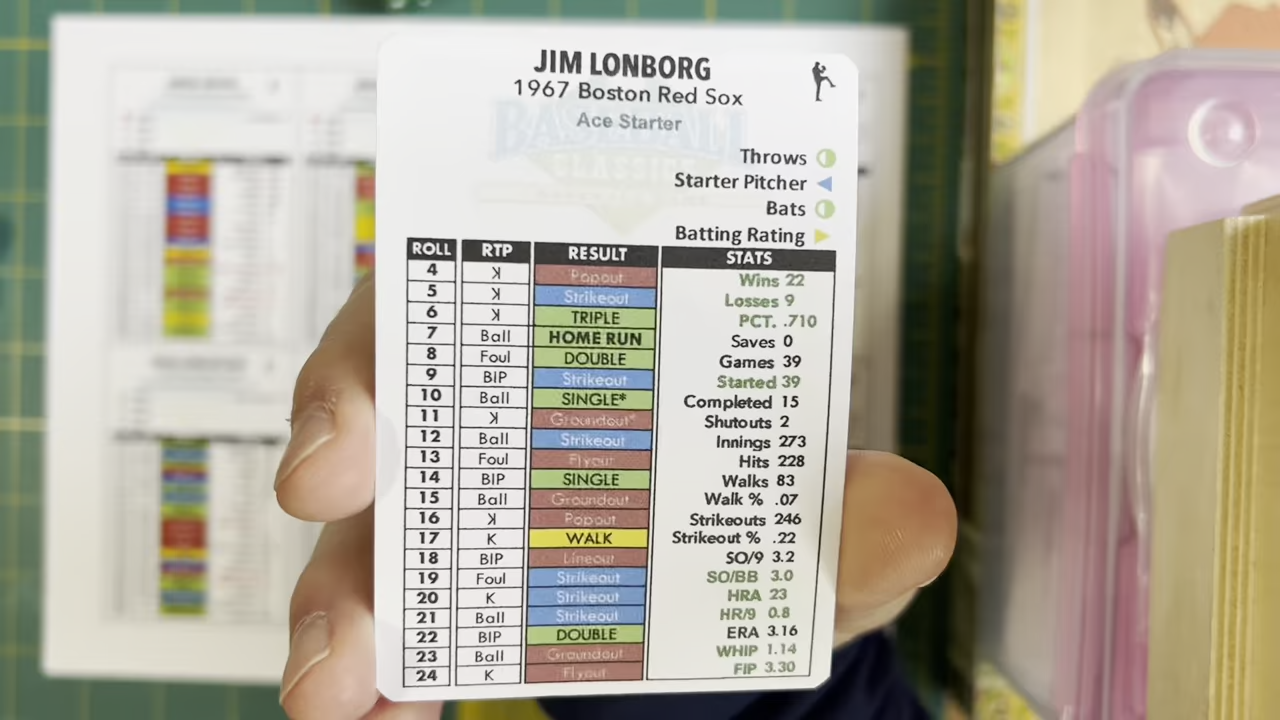 JIM LONBORG
1967 Boston Red Sox
Ace Starter
BASEBALL
CLASSICS
Throws
Starter Pitcher
Bats
Batting Rating
ROLL RTP RESULT STATS
4 ꓘ Popout Wins 22
5 ꓘ Strikeout Losses 9
6 ꓘ TRIPLE PCT. .710
7 Ball HOME RUN Saves 0
8 Foul DOUBLE Games 39
9 BIP Strikeout Started 39
10 Ball SINGLE* Completed 15
11 ꓘ Groundout* Shutouts 2
12 Ball Strikeout Innings 273
13 Foul Flyout Hits 228
14 BIP SINGLE Walks 83
15 Ball Groundout Walk % .07
16 ꓘ Popout Strikeouts 246
17 K WALK Strikeout % .22
18 BIP Lineout SO/9 3.2
19 Foul Strikeout SO/BB 3.0
20 K Strikeout HRA 23
21 Ball Strikeout HR/9 0.8
22 BIP DOUBLE ERA 3.16
23 Ball Groundout WHIP 1.14
24 K Flyout FIP 3.30